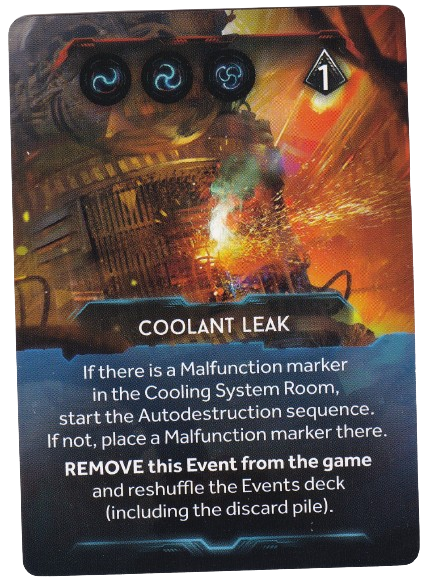 1
COOLANT LEAK
If there is a Malfunction marker
in the Cooling System Room,
start the Autodestruction sequence.
If not, place a Malfunction marker there.
REMOVE this Event from the game
and reshuffle the Events deck
(including the discard pile).